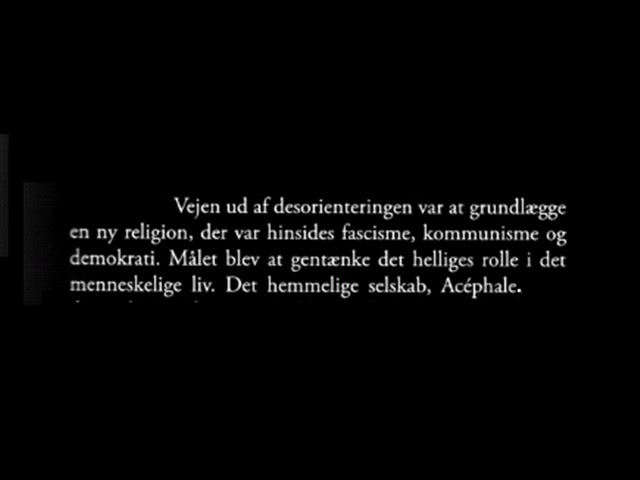 Vejen ud af desorienteringen var at grundlægge
en ny religion, der var hinsides fascisme, kommunisme og
demokrati. Målet blev at gentænke det helliges rolle i det
menneskelige liv. Det hemmelige selskab, Acéphale.